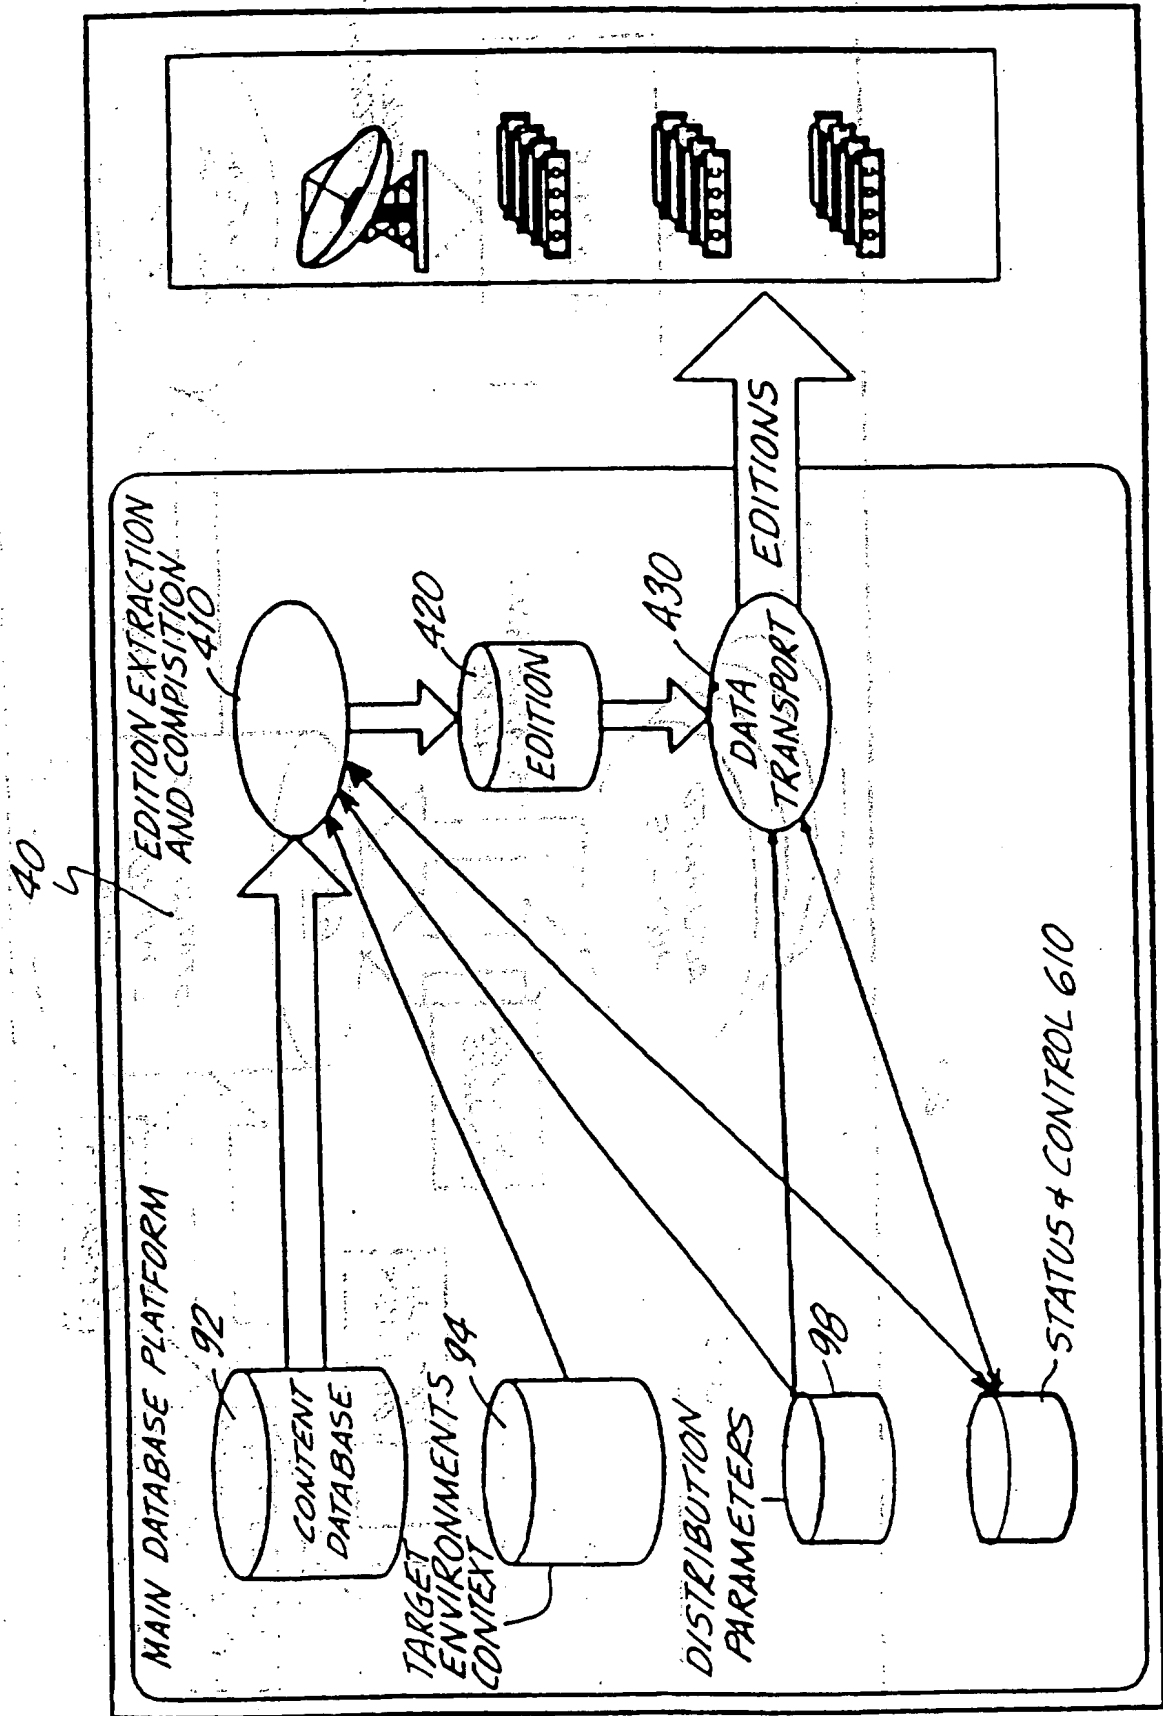 40
MAIN DATABASE PLATFORM
EDITION EXTRACTION
AND COMPISITION
410
92
CONTENT
DATABASE
420
EDITION
TARGET
ENVIRONMENTS
CONTEXT
94
430
DATA
TRANSPORT
EDITIONS
DISTRIBUTION
PARAMETERS
98
STATUS & CONTROL 610